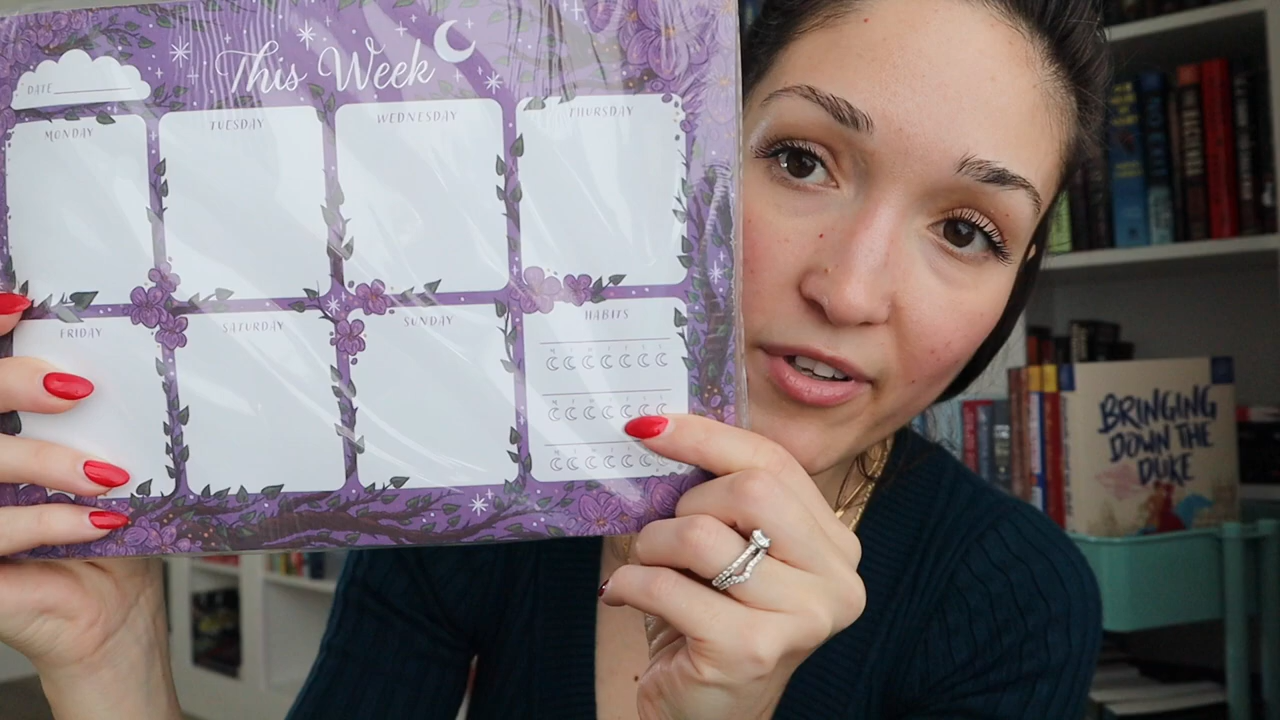 This Week
DATE
MONDAY
TUESDAY
WEDNESDAY
THURSDAY
FRIDAY
SATURDAY
SUNDAY
HABITS
BRINGING
DOWN THE
DUKE